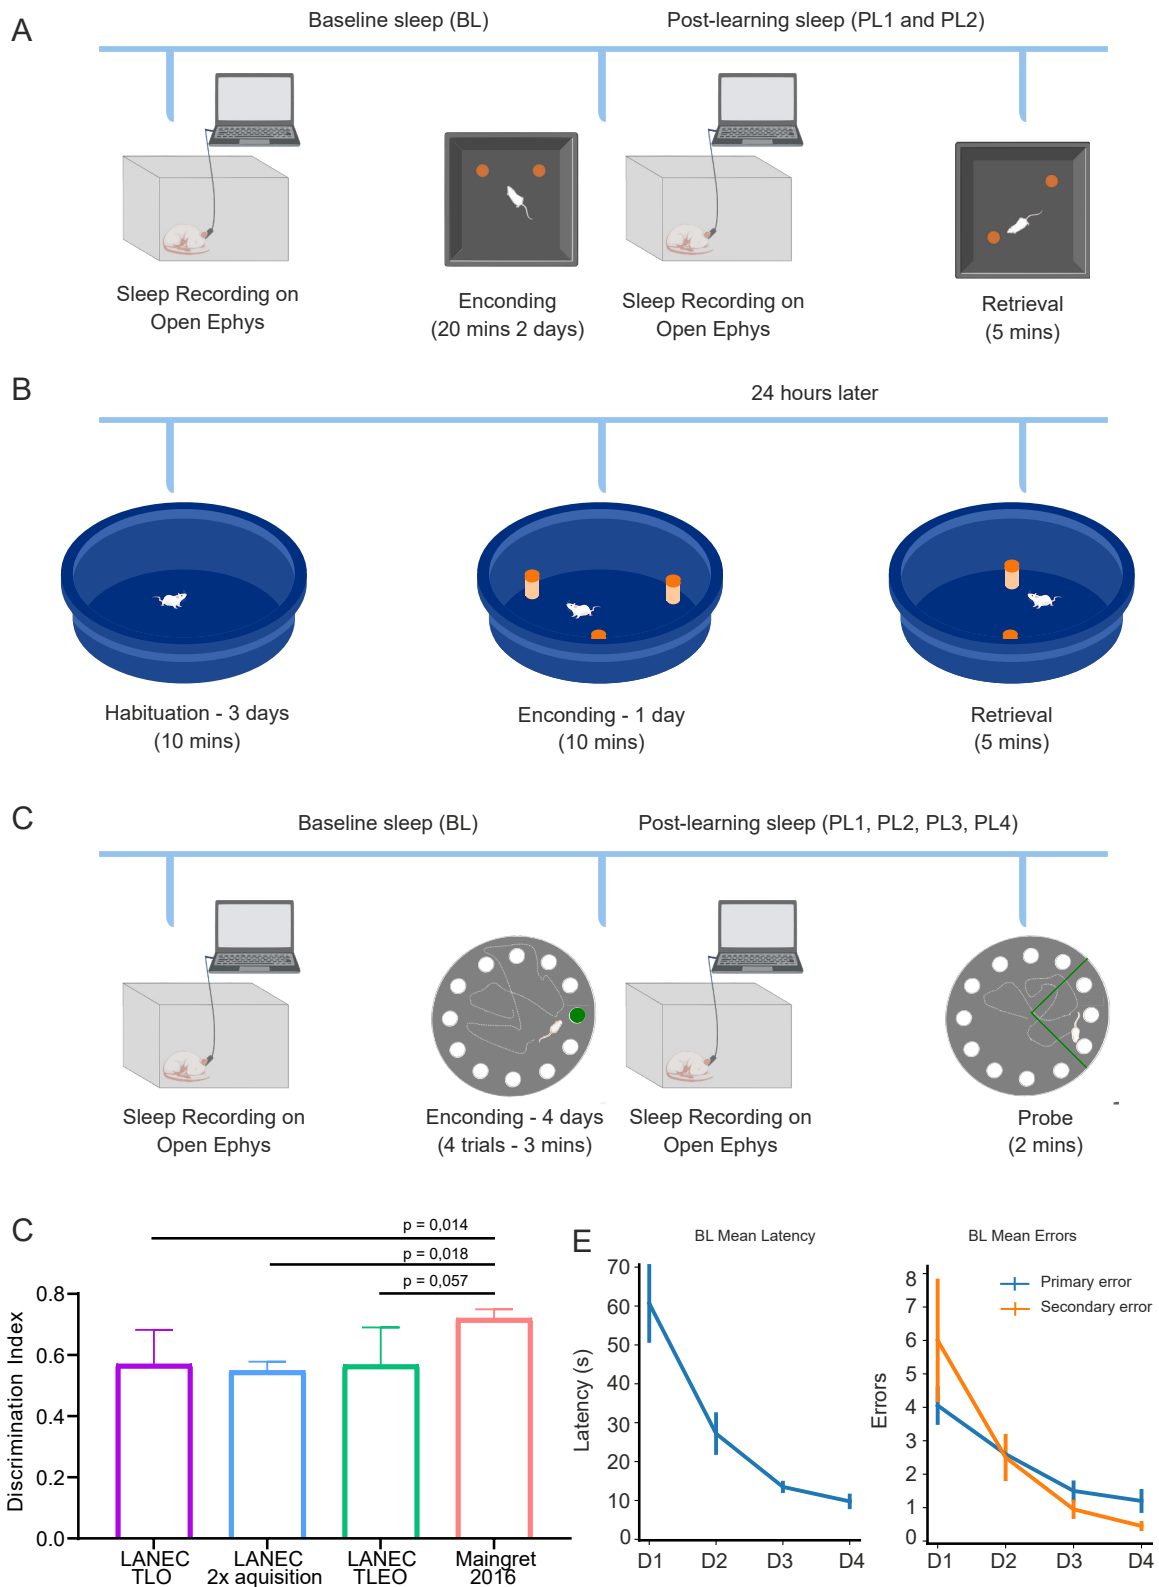 A
Baseline sleep (BL)
Post-learning sleep (PL1 and PL2)
Sleep Recording on
Open Ephys
Enconding
(20 mins 2 days)
Sleep Recording on
Open Ephys
Retrieval
(5 mins)
B
24 hours later
Habituation - 3 days
(10 mins)
Enconding - 1 day
(10 mins)
Retrieval
(5 mins)
C
Baseline sleep (BL)
Post-learning sleep (PL1, PL2, PL3, PL4)
Sleep Recording on
Open Ephys
Enconding - 4 days
(4 trials - 3 mins)
Sleep Recording on
Open Ephys
Probe
(2 mins)
C
p = 0,014
p = 0,018
p = 0,057
Discrimination Index
0.8
0.6
0.4
0.2
0.0
LANEC
TLO
LANEC
2x aquisition
LANEC
TLEO
Maingret
2016
E
BL Mean Latency
Latency (s)
70
60
50
40
30
20
10
0
D1
D2
D3
D4
BL Mean Errors
Primary error
Secondary error
Errors
8
7
6
5
4
3
2
1
0
D1
D2
D3
D4